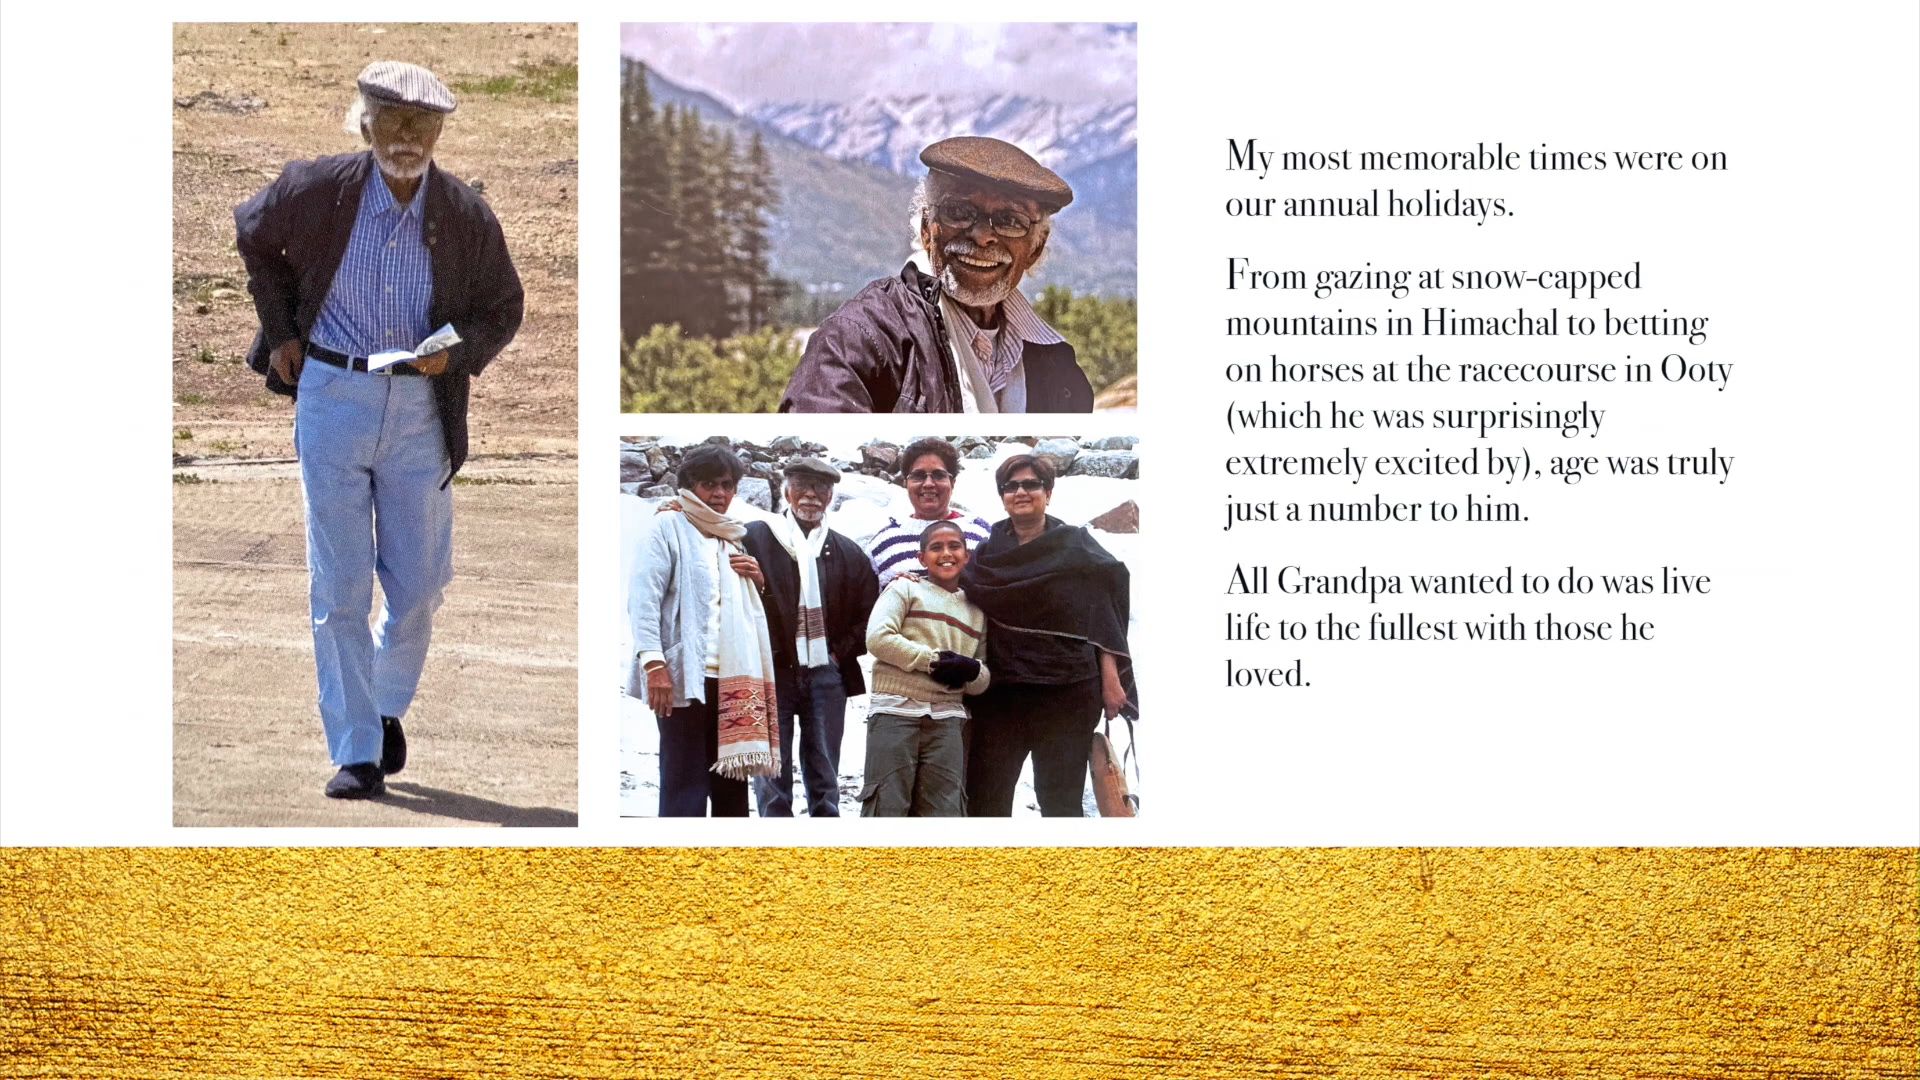 My most memorable times were on
our annual holidays.
From gazing at snow-capped
mountains in Himachal to betting
on horses at the racecourse in Ooty
(which he was surprisingly
extremely excited by), age was truly
just a number to him.
All Grandpa wanted to do was live
life to the fullest with those he
loved.